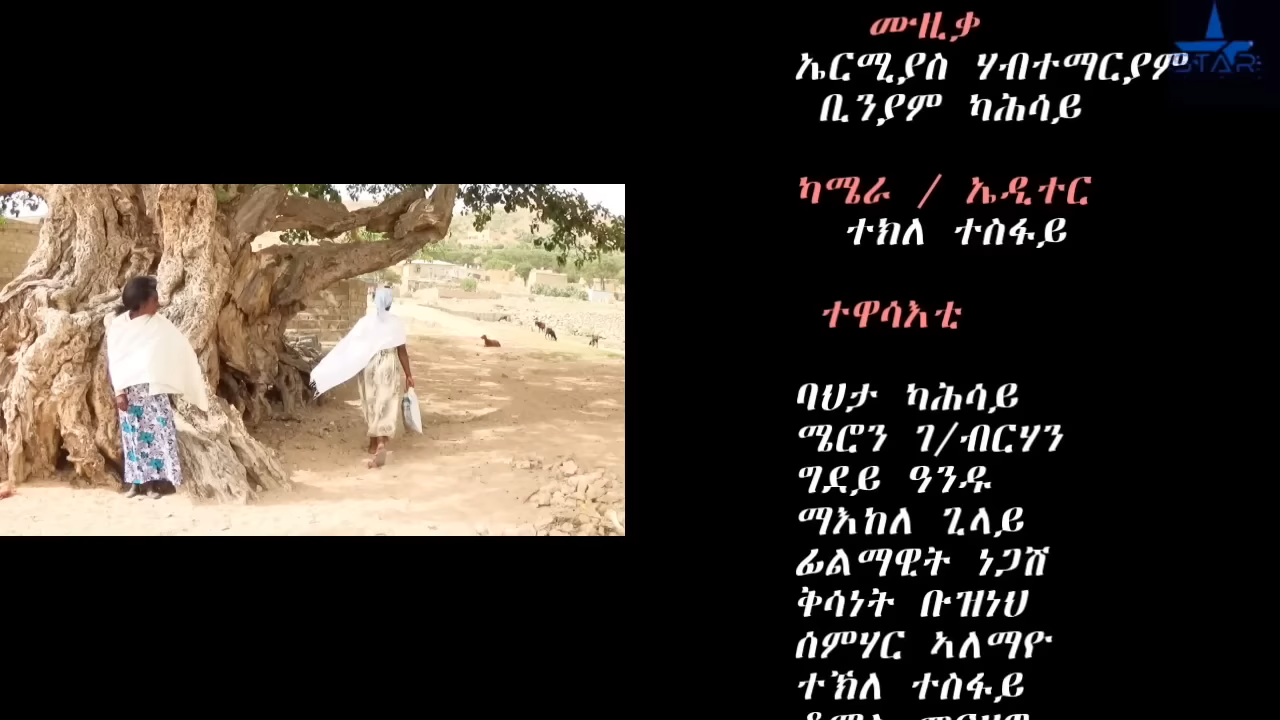 STAR
ሙዚቃ
ኤርሚያስ ሃብተማርያም
ቢንያም ካሕሳይ
ካሜራ / ኤዲተር
ተክለ ተስፋይ
ተዋሳእቲ
ባህታ ካሕሳይ
ሜሮን ገ/ብርሃን
ግደይ ዓንዱ
ማእከለ ጊላይ
ፊልማዊት ነጋሽ
ቅሳነት ቡዝነህ
ሰምሃር ኣለማዮ
ተኽለ ተስፋይ